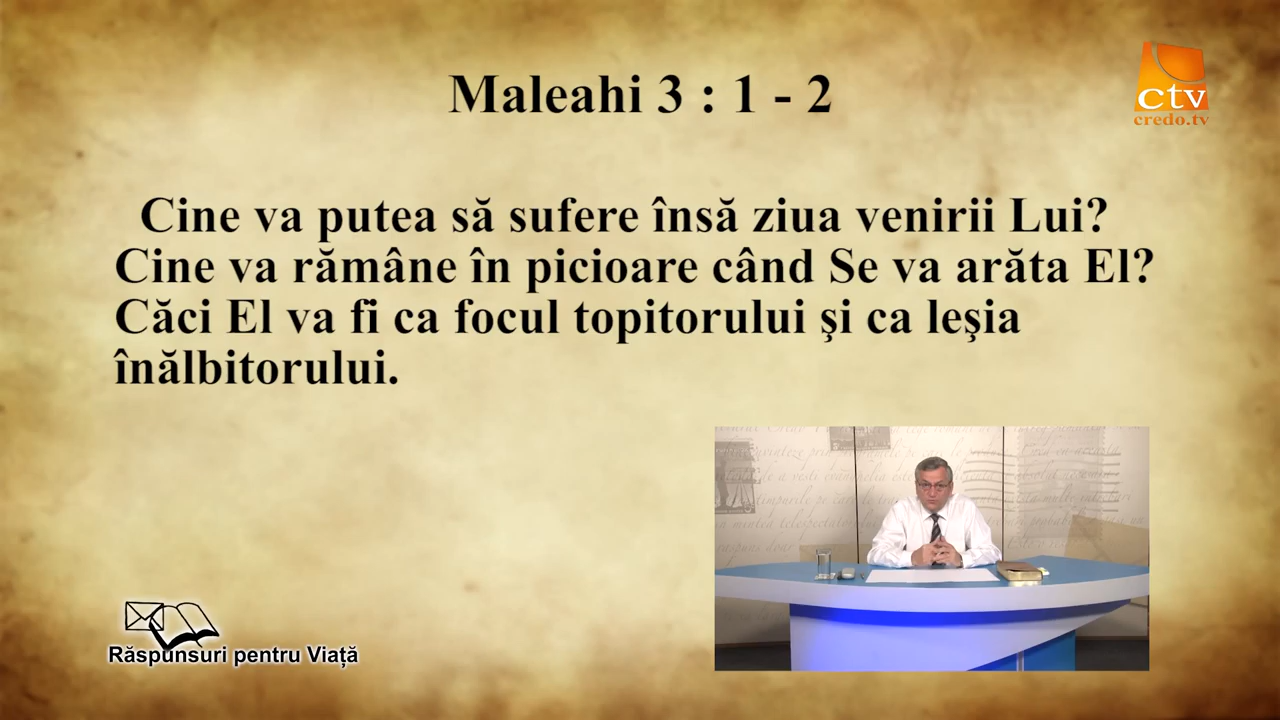 Maleahi 3 : 1 - 2
ctv
credo.tv
Cine va putea să sufere însă ziua venirii Lui?
Cine va rămâne în picioare când Se va arăta El?
Căci El va fi ca focul topitorului şi ca leşia
înălbitorului.
Răspunsuri pentru Viață